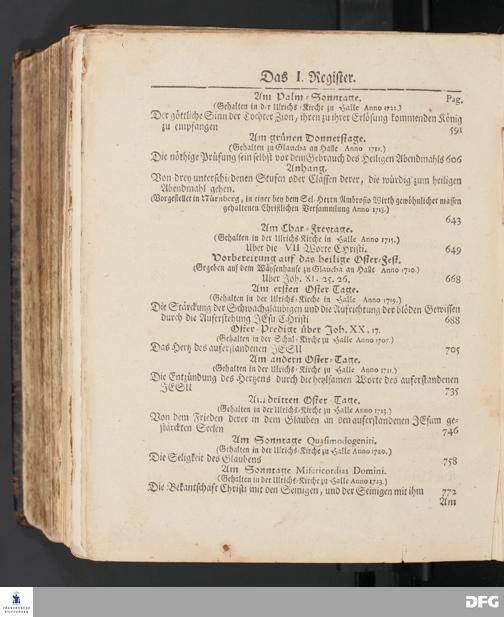 Das I. Register.
Am Palm-Sonntage. Pag.
(Gehalten in der Ulrichs-Kirche zu Halle Anno 1722.)
Der göttliche Sinn der Tochter Zion, ihren zu ihrer Erlösung kommenden König
zu empfangen 591
Am grünen Donnerstage.
(Gehalten zu Glaucha an Halle Anno 1711.)
Die nöthige Prüfung sein selbst vor dem Gebrauch des Heiligen Abendmahls 606
Anhang.
Von drey unterschiedenen Stufen oder Classen derer, die würdig zum heiligen
Abendmahl gehen.
(Vorgestellet in Nürnberg, in einer bey dem Sel. Herrn Ambrosio Wirth gewöhnlicher massen
gehaltenen Christlichen Versammlung Anno 1718.)
643
Am Char-Freytage.
(Gehalten in der Ulrichs-Kirche in Halle Anno 1715.)
Uber die VII Worte Christi. 649
Vorbereitung auf das heilige Oster-Fest.
(Gegeben auf dem Wäysenhause zu Glaucha an Halle Anno 1710.)
Uber Joh. XI, 25. 26. 668
Am ersten Oster Tage.
(Gehalten in der Ulrichs-Kirche in Halle Anno 1719.)
Die Stärckung der Schwachgläubigen und die Aufrichtung der blöden Gewissen
durch die Auferstehung JEsu Christi 688
Oster-Predigt über Joh. XX, 17.
(Gehalten in der Schul-Kirche zu Halle Anno 1707.)
Das Hertz des auferstandenen JESU 705
Am andern Oster-Tage.
(Gehalten in der Ulrichs-Kirche zu Halle Anno 1721.)
Die Entzündung des Hertzens durch die heylsamen Worte des auferstandenen
JESU 735
Am dritten Oster-Tage.
(Gehalten in der Ulrichs-Kirche zu Halle Anno 1723.)
Von dem Frieden derer in dem Glauben an den auferstandenen JEsum ge-
stärckten Seelen 746
Am Sonntage Quasimodogeniti.
(Gehalten in der Ulrichs-Kirche zu Halle Anno 1720.)
Die Seligkeit des Glaubens 758
Am Sonntage Misericordias Domini.
(Gehalten in der Ulrichs-Kirche zu Halle Anno 1723.)
Die Bekantschaft Christi mit den Seinigen, und der Seinigen mit ihm 772
Am
FRANCKESCHE
STIFTUNGEN
DFG